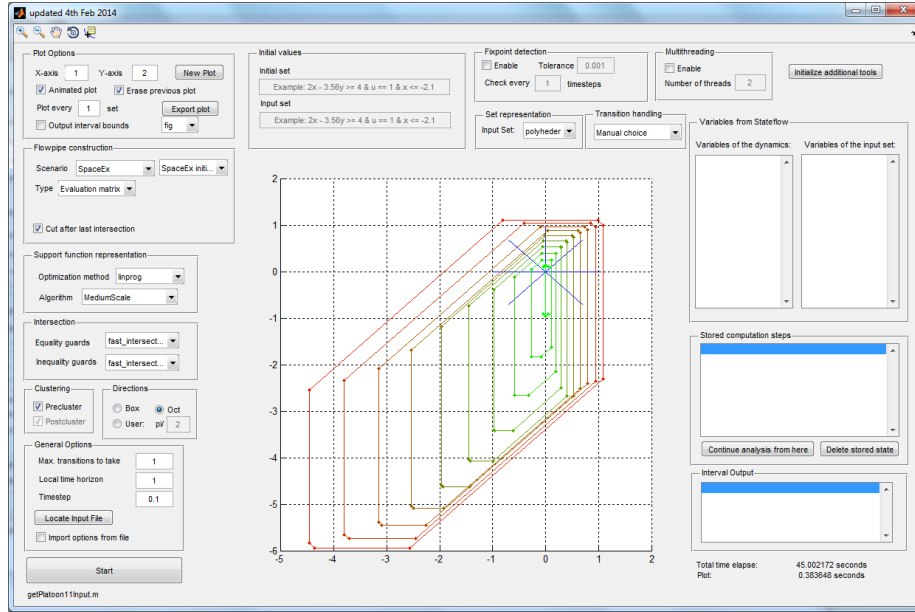 updated 4th Feb 2014
Plot Options
X-axis 1 Y-axis 2 New Plot
Animated plot Erase previous plot
Plot every 1 set Export plot
Output interval bounds fig
Flowpipe construction
Scenario SpaceEx SpaceEx initi...
Type Evaluation matrix
Cut after last intersection
Support function representation
Optimization method linprog
Algorithm MediumScale
Intersection
Equality guards fast_intersect...
Inequality guards fast_intersect...
Clustering
Precluster
Postcluster
Directions
Box Oct
User: pi/ 2
General Options
Max. transitions to take 1
Local time horizon 1
Timestep 0.1
Locate Input File
Import options from file
Start
getPlatoon11Input.m
Initial values
Initial set
Example: 2x - 3.56y >= 4 & u == 1 & x <= -2.1
Input set
Example: 2x - 3.56y >= 4 & u == 1 & x <= -2.1
Fixpoint detection
Enable Tolerance 0.001
Check every 1 timesteps
Multithreading
Enable
Number of threads 2
Initialize additional tools
Set representation
Input Set: polyheder
Transition handling
Manual choice
2
1
0
-1
-2
-3
-4
-5
-6
-5 -4 -3 -2 -1 0 1 2
Variables from Stateflow
Variables of the dynamics: Variables of the input set:
Stored computation steps
Continue analysis from here Delete stored state
Interval Output
Total time elapse: 45.002172 seconds
Plot: 0.383648 seconds